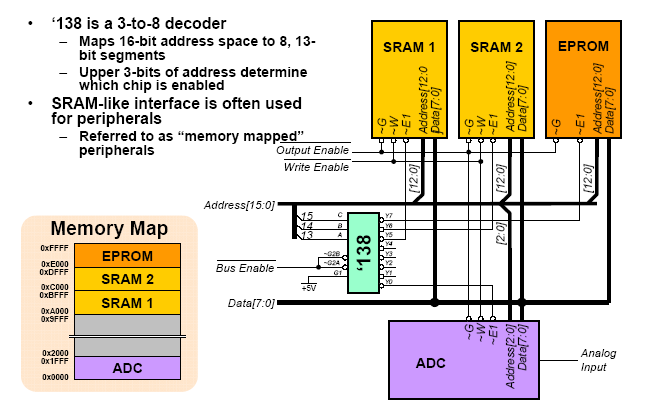 • ‘138 is a 3-to-8 decoder
– Maps 16-bit address space to 8, 13-
bit segments
– Upper 3-bits of address determine
which chip is enabled
• SRAM-like interface is often used
for peripherals
– Referred to as “memory mapped”
peripherals
SRAM 1
~G
~W
~E1
Address[12:0
Data[7:0]
SRAM 2
~G
~W
~E1
Address[12:0]
Data[7:0]
EPROM
~G
~E1
Address[12:0]
Data[7:0]
Output Enable
Write Enable
[12:0]
[12:0]
[12:0]
Address[15:0]
[2:0]
15
14
13
C
B
A
~G2B
~G2A
G1
+5V
‘138
Y7
Y6
Y5
Y4
Y3
Y2
Y1
Y0
Bus Enable
Data[7:0]
Memory Map
0xFFFF
EPROM
0xE000
0xDFFF
SRAM 2
0xC000
0xBFFF
SRAM 1
0xA000
0x9FFF
0x2000
0x1FFF
ADC
0x0000
ADC
~G
~W
~E1
Address[2:0]
Data[7:0]
Analog
Input